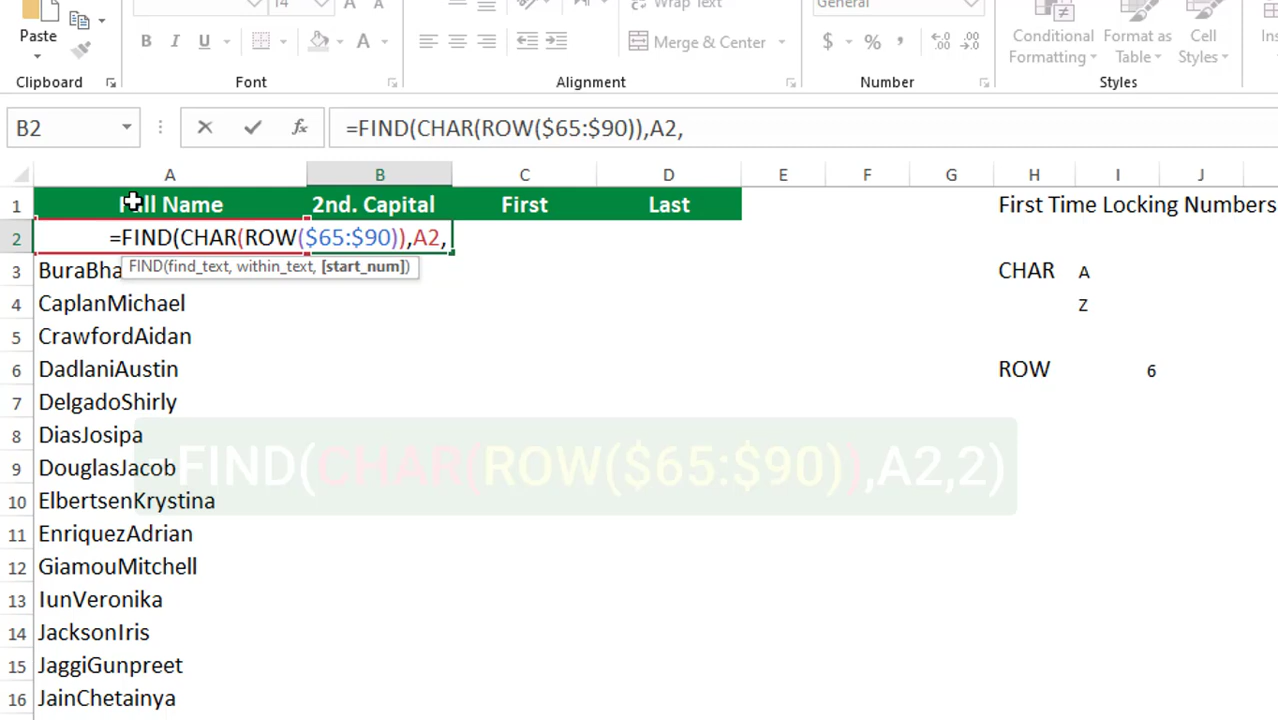 14 A A Wrap Text General
Paste B I U A Merge & Center $ % , Conditional Formatting Format as Table Cell Styles
Clipboard Font Alignment Number Styles
B2 fx =FIND(CHAR(ROW($65:$90)),A2,
A B C D E F G H I J
1 Full Name 2nd. Capital First Last First Time Locking Numbers
2 =FIND(CHAR(ROW($65:$90)),A2,
FIND(find_text, within_text, [start_num])
3 BuraBha CHAR A
4 CaplanMichael Z
5 CrawfordAidan
6 DadlaniAustin ROW 6
7 DelgadoShirly
8 DiasJosipa
=FIND(CHAR(ROW($65:$90)),A2,2)
9 DouglasJacob
10 ElbertsenKrystina
11 EnriquezAdrian
12 GiamouMitchell
13 IunVeronika
14 JacksonIris
15 JaggiGunpreet
16 JainChetainya